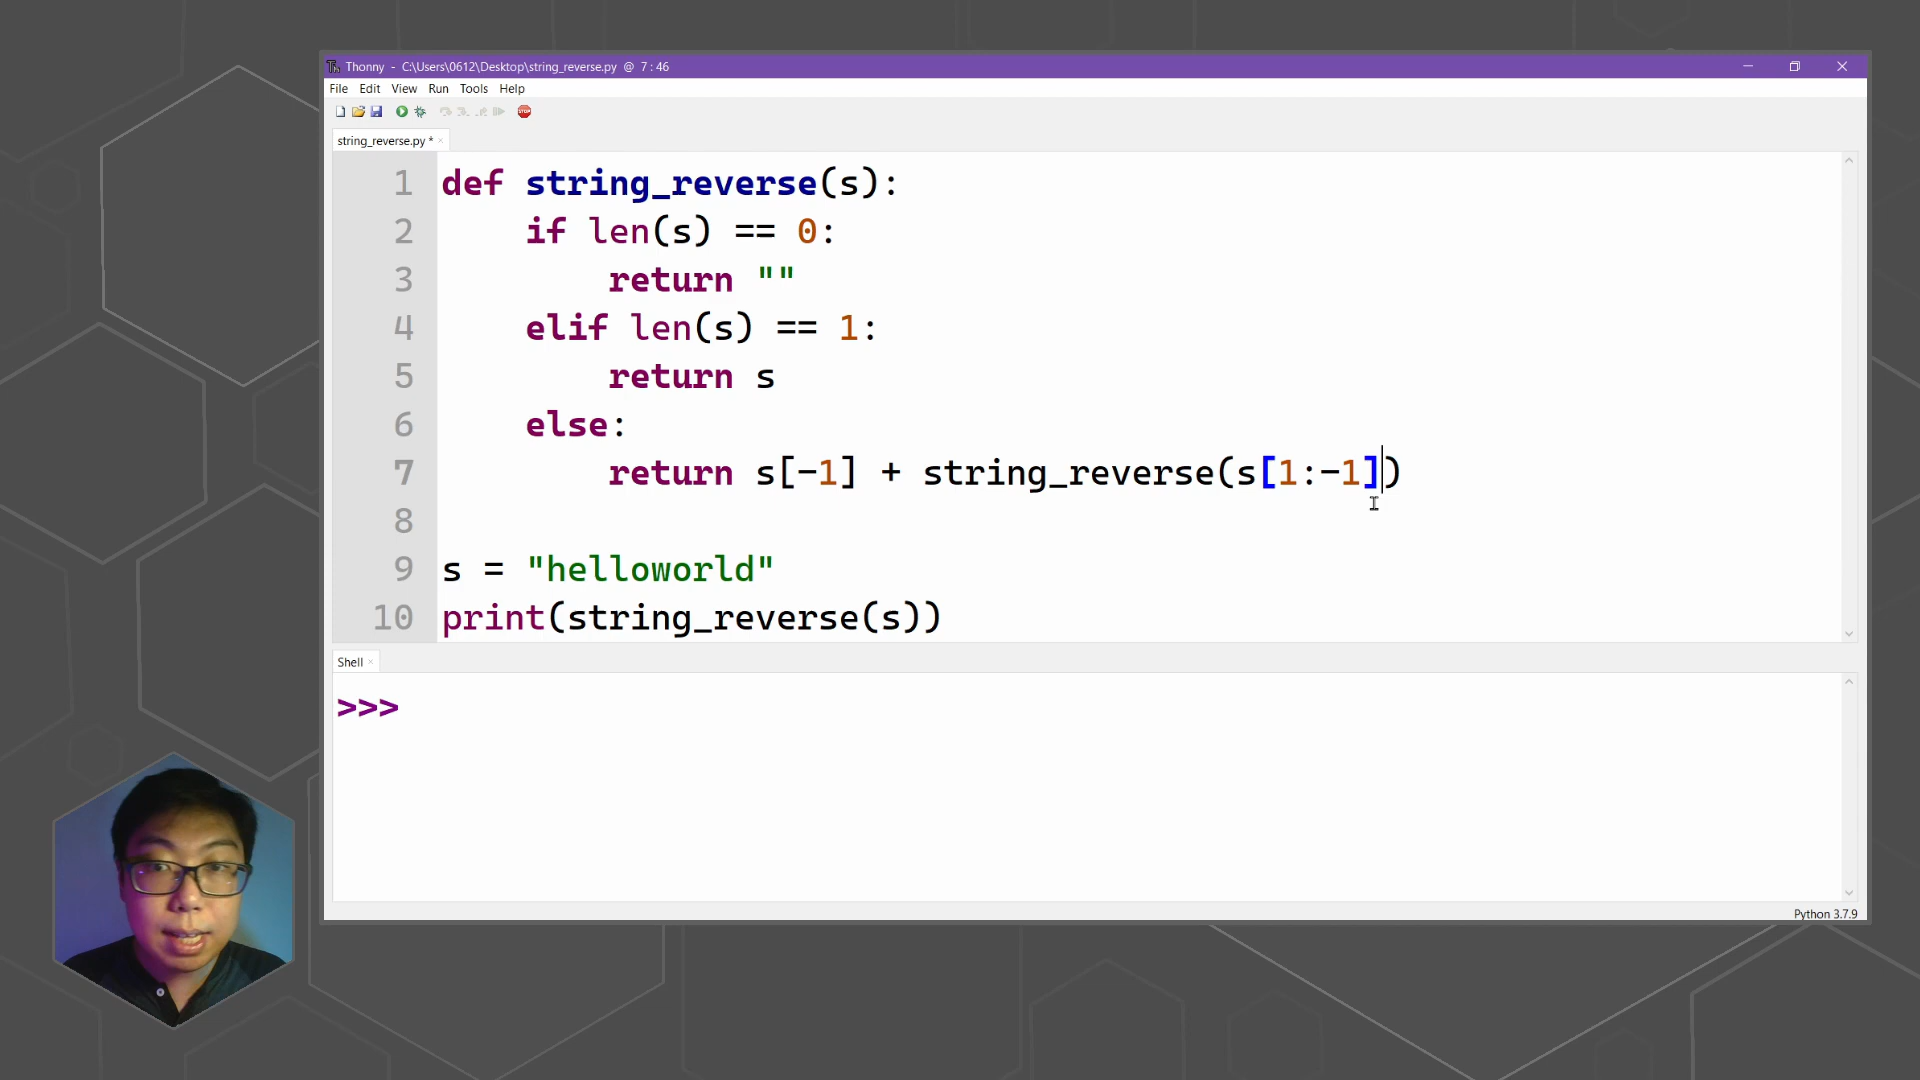 Thonny - C:\Users\0612\Desktop\string_reverse.py @ 7 : 46
File Edit View Run Tools Help
STOP
string_reverse.py * ×
1 def string_reverse(s):
2     if len(s) == 0:
3         return ""
4     elif len(s) == 1:
5         return s
6     else:
7         return s[-1] + string_reverse(s[1:-1])
8
9 s = "helloworld"
10 print(string_reverse(s))
Shell ×
>>>
Python 3.7.9